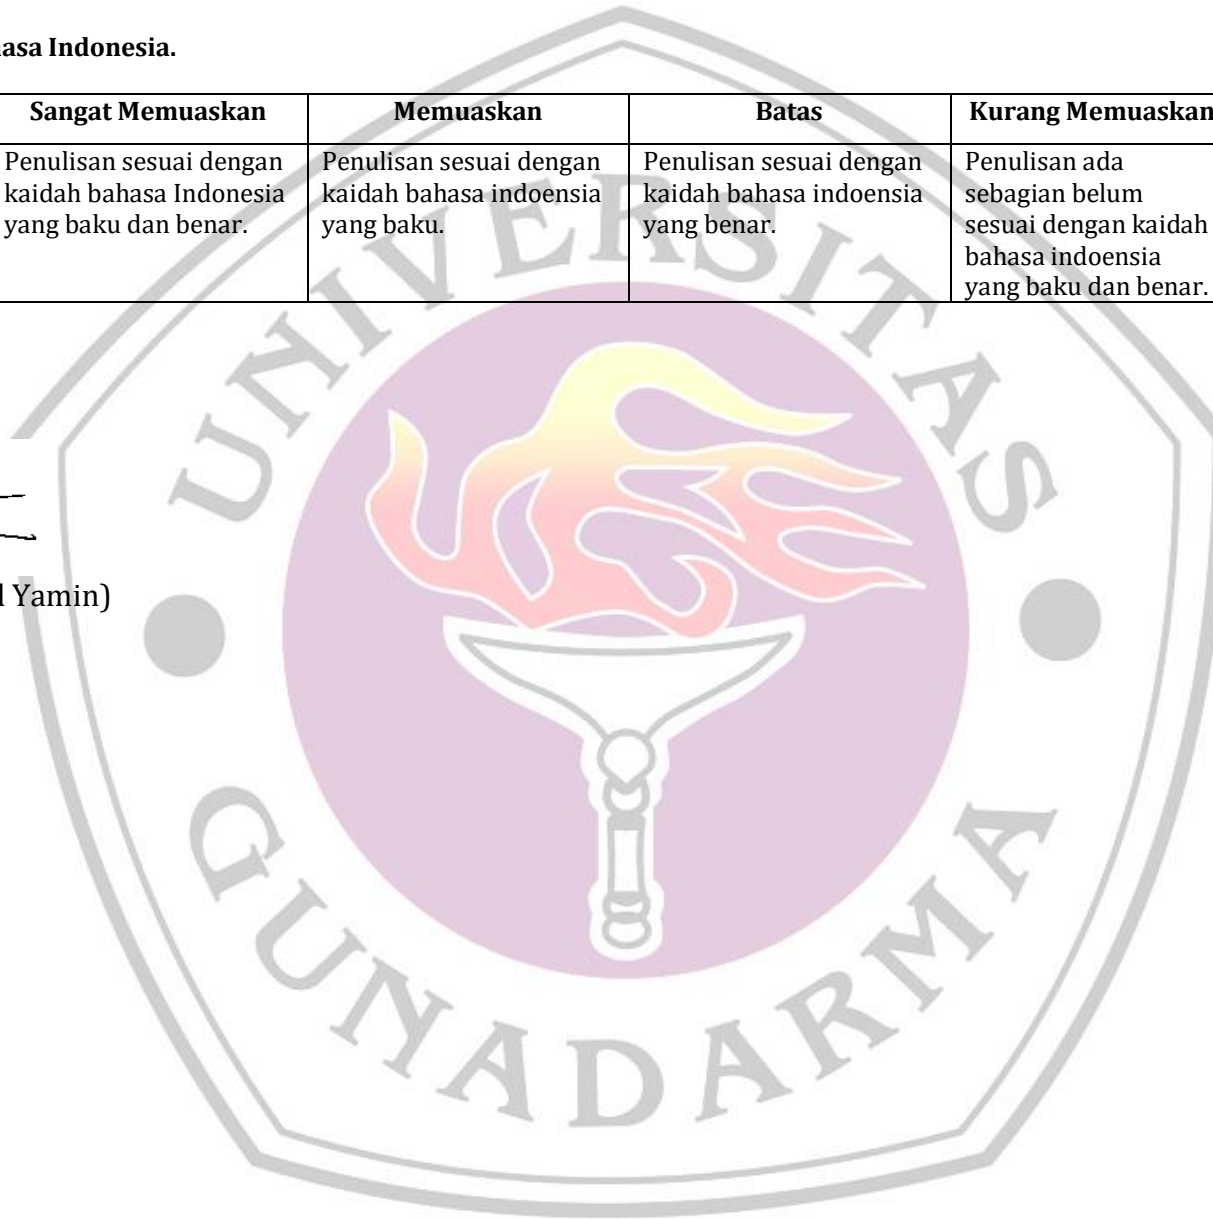 asa Indonesia.
Sangat Memuaskan Memuaskan Batas Kurang Memuaskan
Penulisan sesuai dengan Penulisan sesuai dengan Penulisan sesuai dengan Penulisan ada
kaidah bahasa Indonesia kaidah bahasa indoensia kaidah bahasa indoensia sebagian belum
yang baku dan benar. yang baku. yang benar. sesuai dengan kaidah
bahasa indoensia
yang baku dan benar.
Yamin)
UNIVERSITAS
GUNADARMA